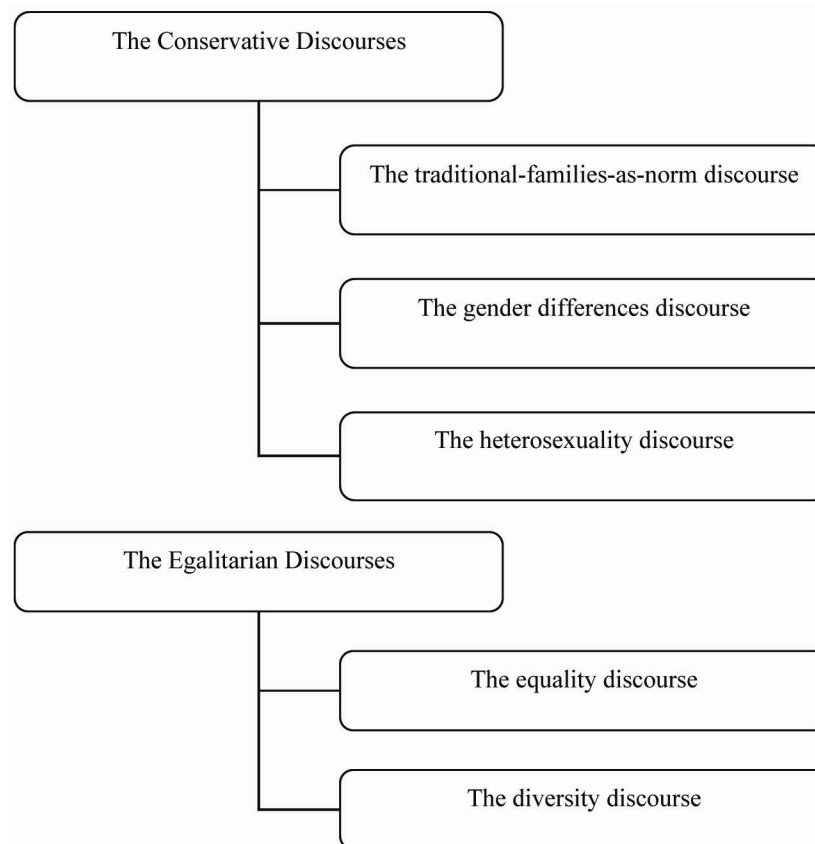 The Conservative Discourses
The traditional-families-as-norm discourse
The gender differences discourse
The heterosexuality discourse
The Egalitarian Discourses
The equality discourse
The diversity discourse